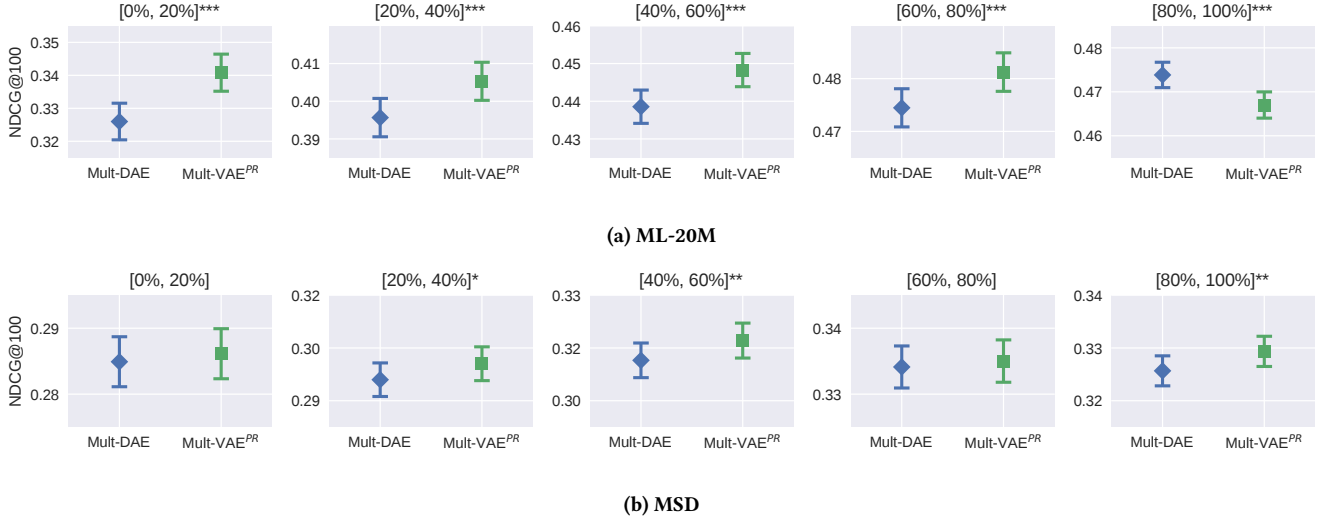 [0%, 20%]***
[20%, 40%]***
[40%, 60%]***
[60%, 80%]***
[80%, 100%]***
NDCG@100
0.35
0.34
0.33
0.32
0.41
0.40
0.39
0.46
0.45
0.44
0.43
0.48
0.47
0.48
0.47
0.46
Mult-DAE Mult-VAE^PR
Mult-DAE Mult-VAE^PR
Mult-DAE Mult-VAE^PR
Mult-DAE Mult-VAE^PR
Mult-DAE Mult-VAE^PR
(a) ML-20M
[0%, 20%]
[20%, 40%]*
[40%, 60%]**
[60%, 80%]
[80%, 100%]**
NDCG@100
0.29
0.28
0.32
0.30
0.29
0.33
0.32
0.30
0.34
0.33
0.34
0.33
0.32
Mult-DAE Mult-VAE^PR
Mult-DAE Mult-VAE^PR
Mult-DAE Mult-VAE^PR
Mult-DAE Mult-VAE^PR
Mult-DAE Mult-VAE^PR
(b) MSD